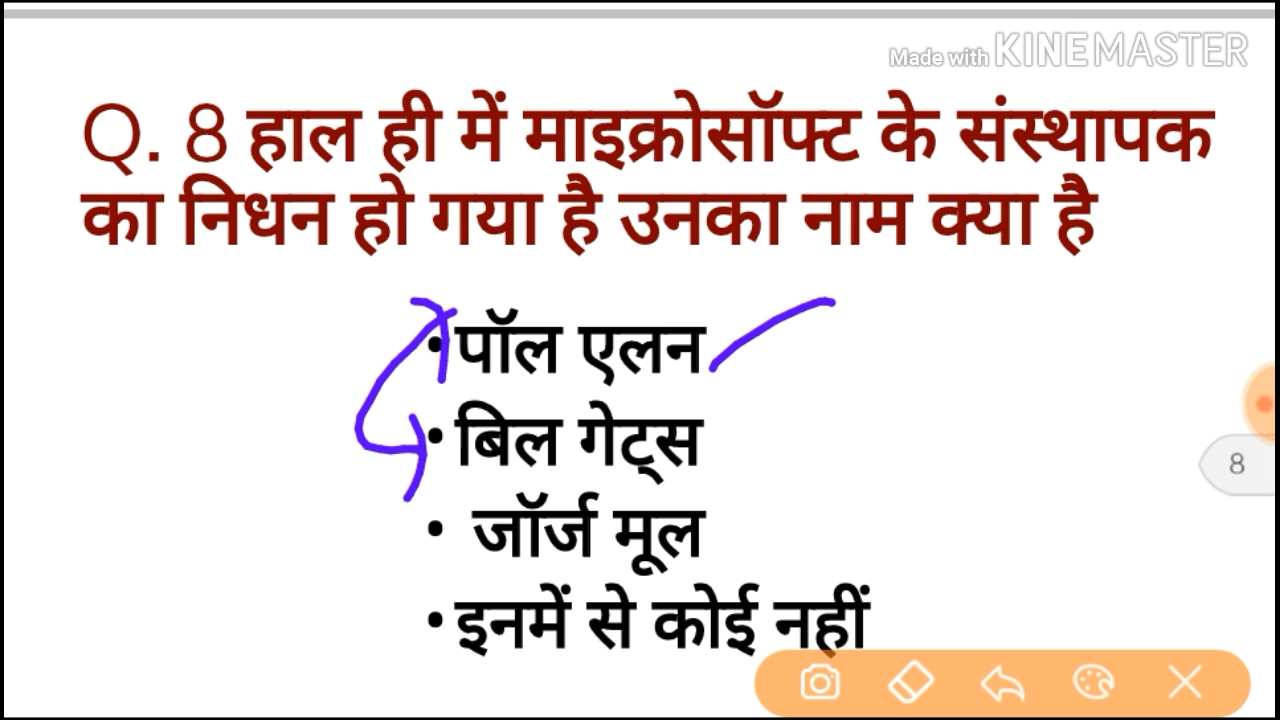 Made with KINEMASTER
Q. 8 हाल ही में माइक्रोसॉफ्ट के संस्थापक
का निधन हो गया है उनका नाम क्या है
• पॉल एलन
• बिल गेट्स
• जॉर्ज मूल
• इनमें से कोई नहीं
8